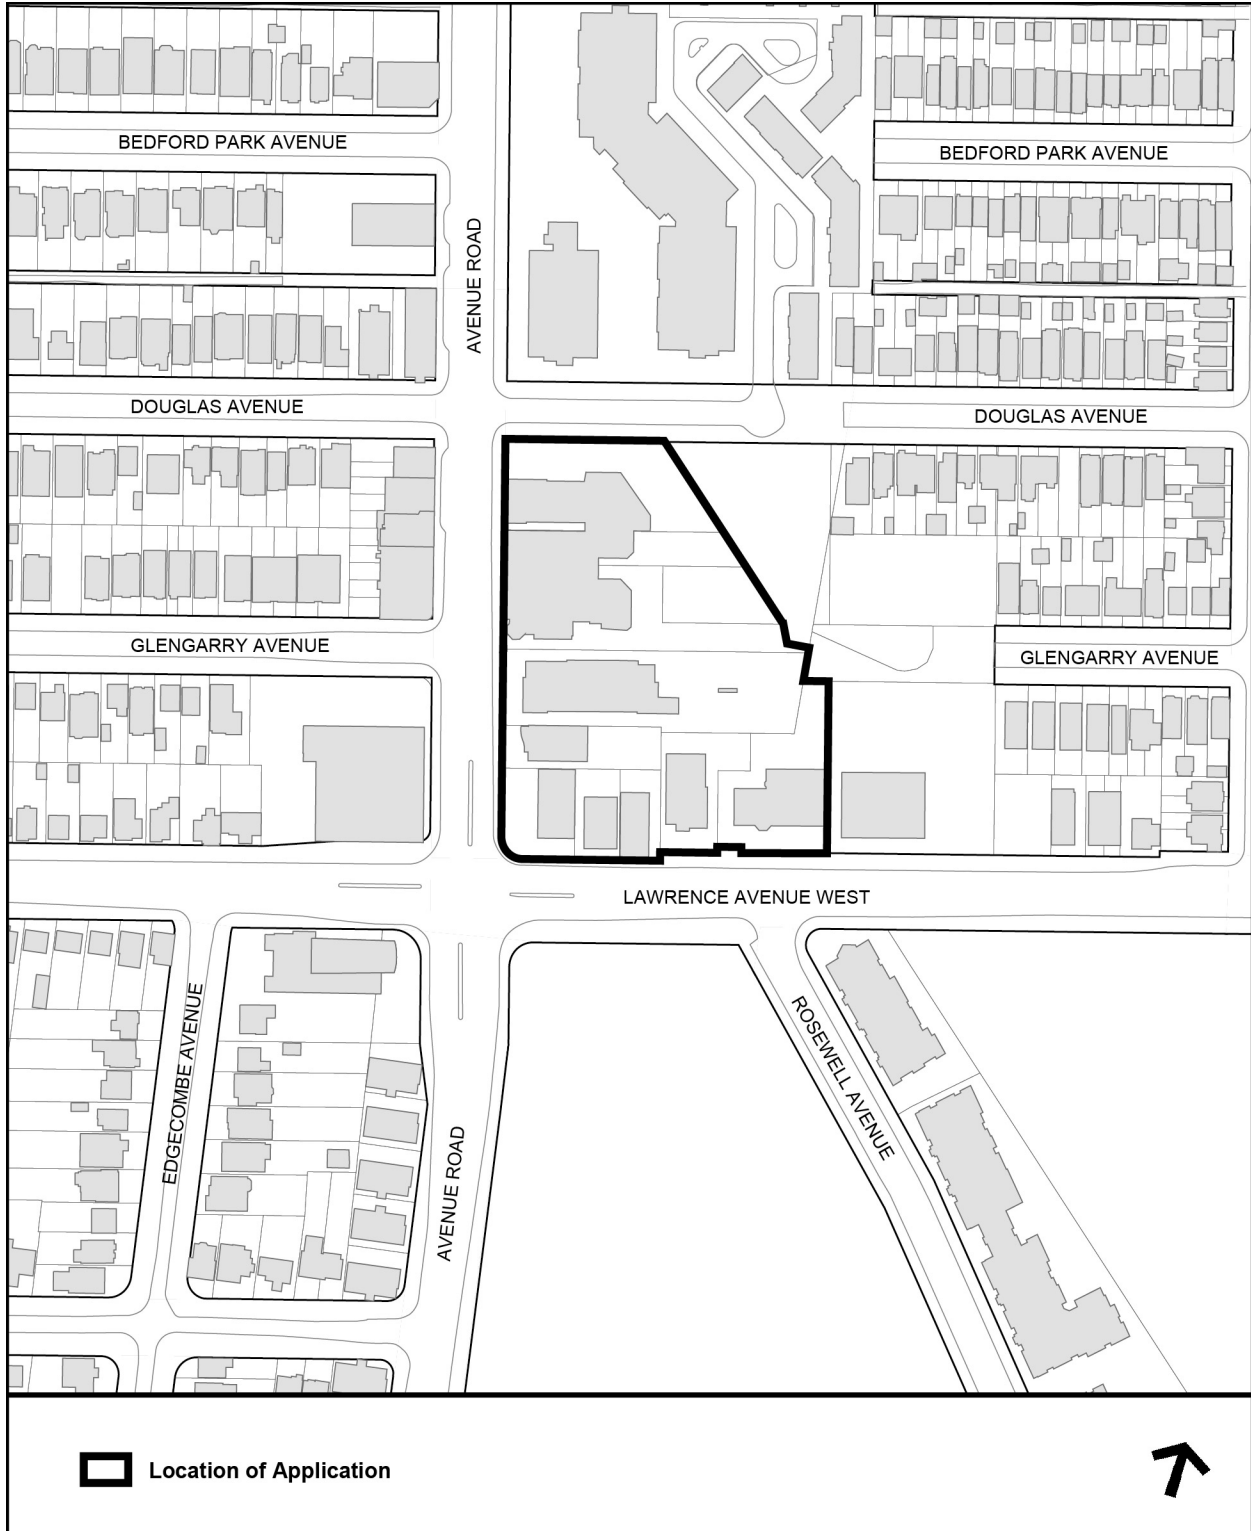 BEDFORD PARK AVENUE
BEDFORD PARK AVENUE
AVENUE ROAD
DOUGLAS AVENUE
DOUGLAS AVENUE
GLENGARRY AVENUE
GLENGARRY AVENUE
LAWRENCE AVENUE WEST
EDGECOMBE AVENUE
ROSEWELL AVENUE
AVENUE ROAD
Location of Application